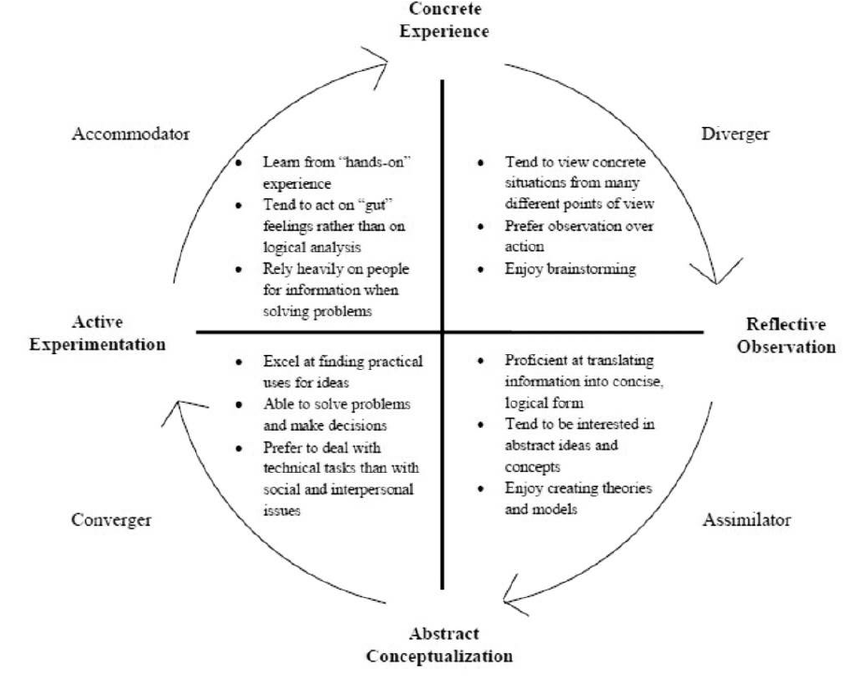 Concrete
Experience
Accommodator
Diverger
• Learn from “hands-on”
experience
• Tend to act on “gut”
feelings rather than on
logical analysis
• Rely heavily on people
for information when
solving problems
• Tend to view concrete
situations from many
different points of view
• Prefer observation over
action
• Enjoy brainstorming
Active
Experimentation
Reflective
Observation
• Excel at finding practical
uses for ideas
• Able to solve problems
and make decisions
• Prefer to deal with
technical tasks than with
social and interpersonal
issues
• Proficient at translating
information into concise,
logical form
• Tend to be interested in
abstract ideas and
concepts
• Enjoy creating theories
and models
Converger
Assimilator
Abstract
Conceptualization